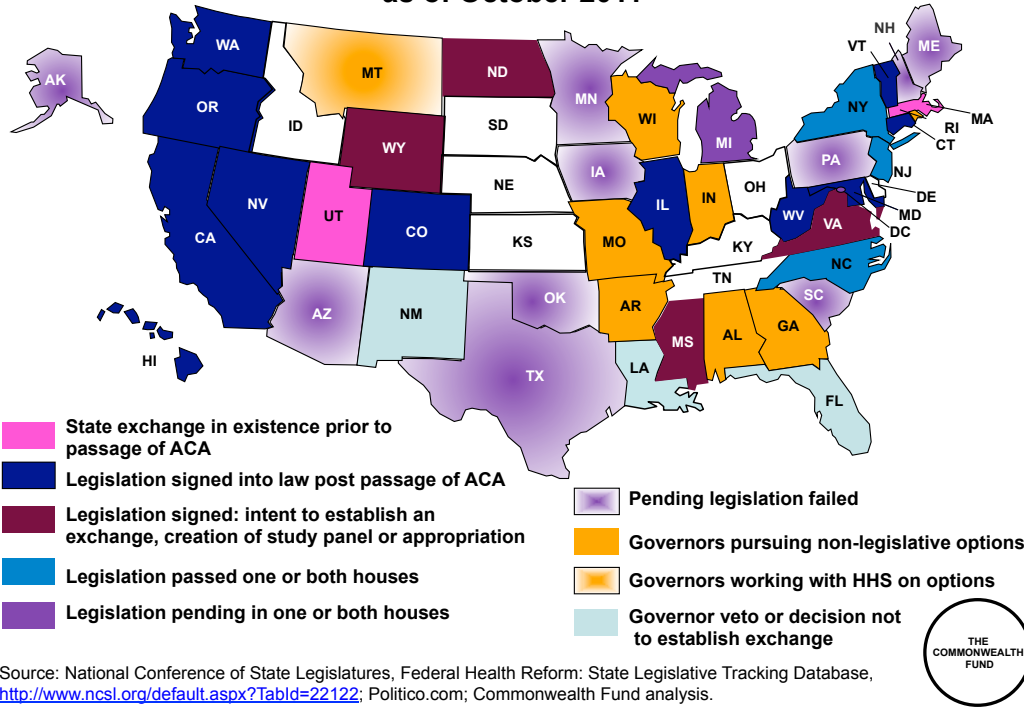 as of October 2011
WA
OR
CA
NV
ID
MT
WY
UT
CO
AZ
NM
ND
SD
NE
KS
OK
TX
MN
IA
MO
AR
LA
WI
IL
MI
IN
OH
KY
TN
MS
AL
GA
FL
SC
NC
VA
WV
PA
NY
VT
NH
ME
MA
RI
CT
NJ
DE
MD
DC
AK
HI
State exchange in existence prior to
passage of ACA
Legislation signed into law post passage of ACA
Legislation signed: intent to establish an
exchange, creation of study panel or appropriation
Legislation passed one or both houses
Legislation pending in one or both houses
Pending legislation failed
Governors pursuing non-legislative options
Governors working with HHS on options
Governor veto or decision not
to establish exchange
THE
COMMONWEALTH
FUND
Source: National Conference of State Legislatures, Federal Health Reform: State Legislative Tracking Database,
http://www.ncsl.org/default.aspx?TabId=22122; Politico.com; Commonwealth Fund analysis.